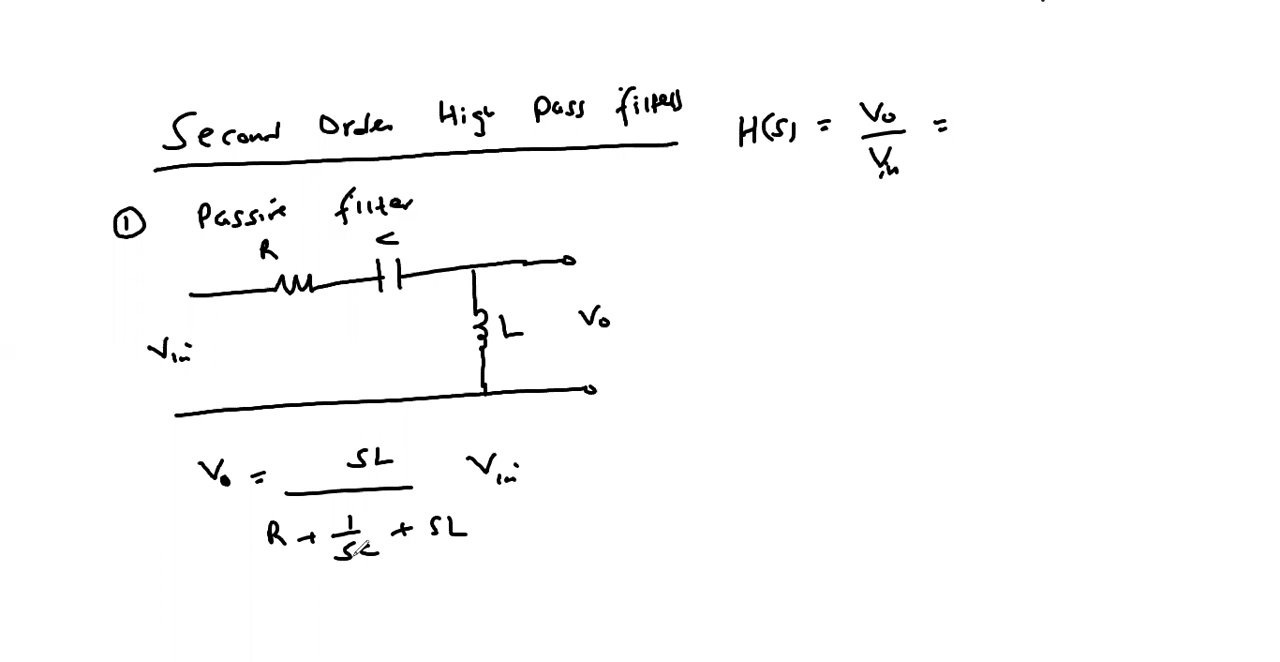 Second Order High Pass filters
H(S) = Vo / Vin =
① Passive filter
R
C
L
Vo
Vin
Vo = SL / (R + 1/SC + SL) Vin